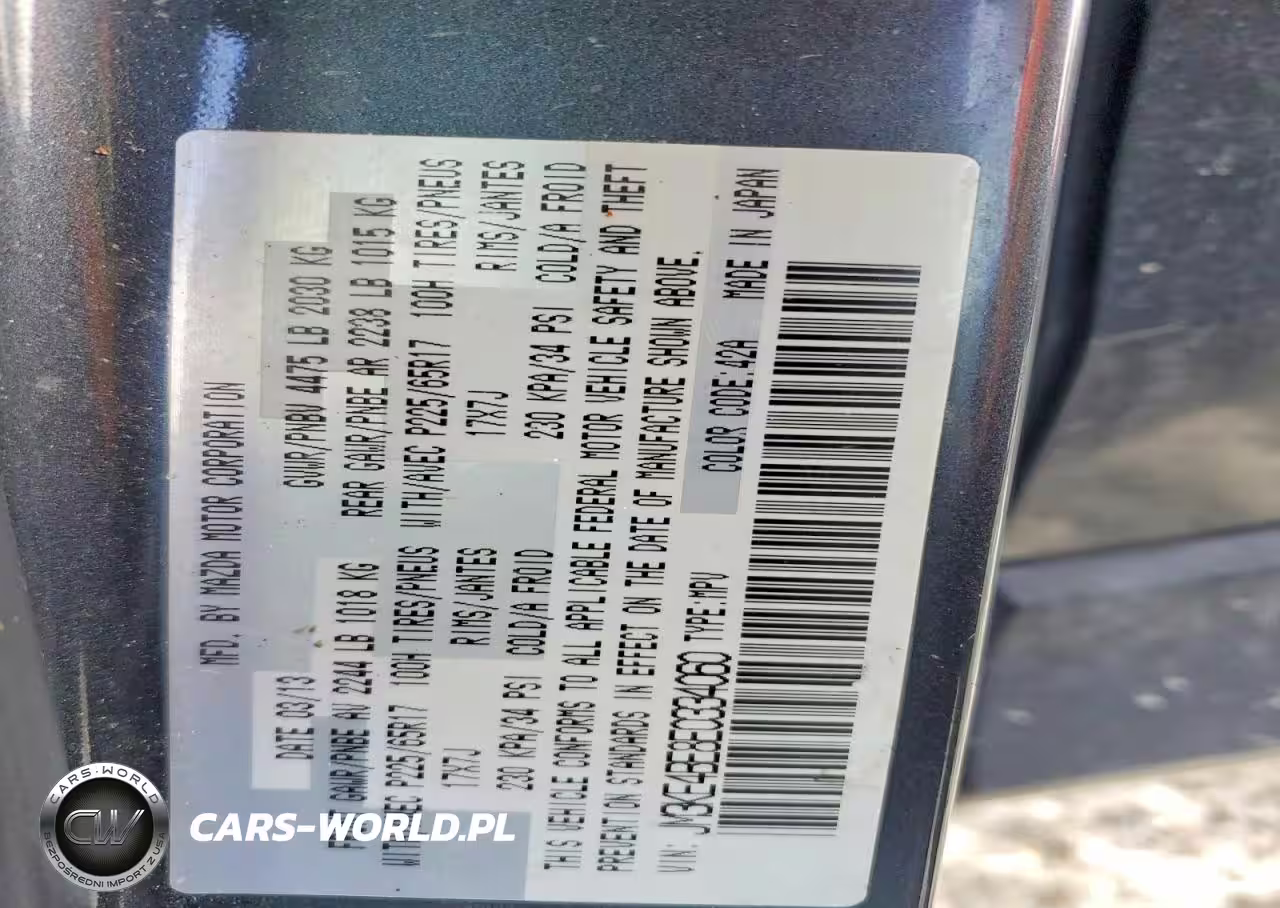 MFD. BY MAZDA MOTOR CORPORATION
DATE 03/13 GVWR/PNBV 4475 LB 2030 KG
GAWR/PNBE AV 2244 LB 1018 KG REAR GAWR/PNBE AR 2238 LB 1015 KG
P225/65R17 100H TIRES/PNEUS WITH/AVEC P225/65R17 100H TIRES/PNEUS
17X7J RIMS/JANTES 17X7J RIMS/JANTES
230 KPA/34 PSI COLD/A FROID 230 KPA/34 PSI COLD/A FROID
THIS VEHICLE CONFORMS TO ALL APPLICABLE FEDERAL MOTOR VEHICLE SAFETY AND THEFT
PREVENTION STANDARDS IN EFFECT ON THE DATE OF MANUFACTURE SHOWN ABOVE.
VIN: JM3KE4BE8E0334060 TYPE:MPV COLOR CODE:42A MADE IN JAPAN
CARS-WORLD
CW
BEZPOŚREDNI IMPORT Z USA
CARS-WORLD.PL